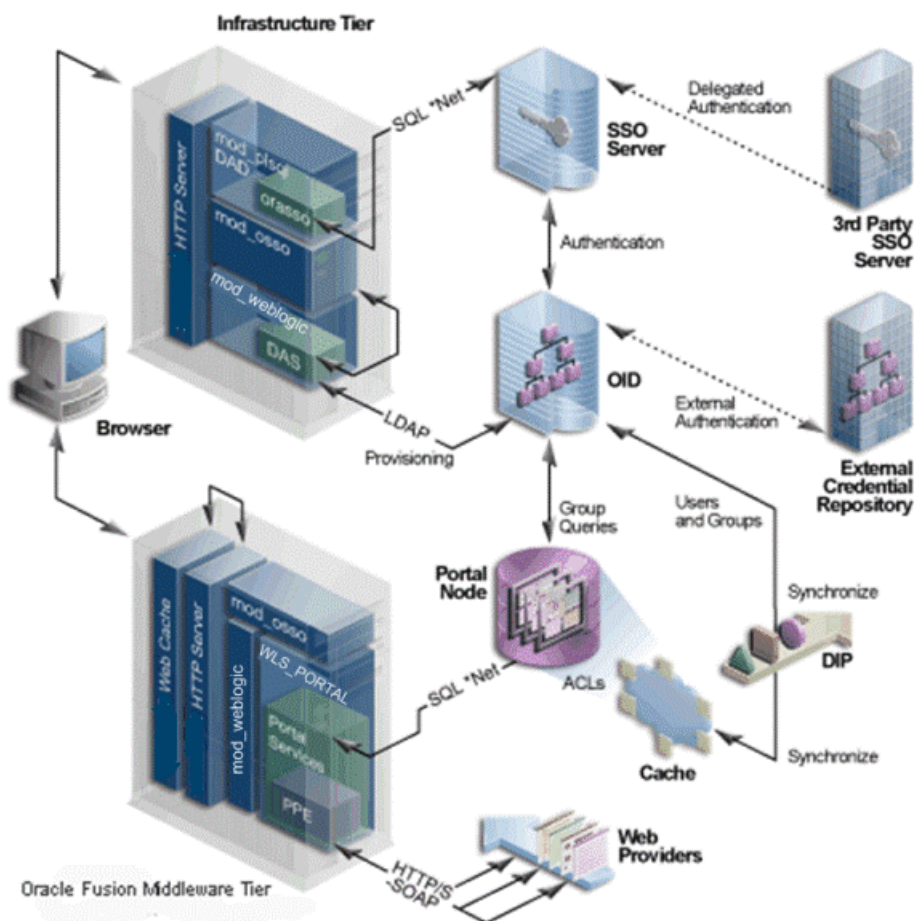 Infrastructure Tier
SQL *Net
SSO
Server
Delegated
Authentication
3rd Party
SSO
Server
HTTP Server
mod_plsql
DAD
orasso
mod_osso
mod_weblogic
DAS
Authentication
Browser
LDAP
Provisioning
OID
External
Authentication
External
Credential
Repository
Group
Queries
Users
and Groups
Portal
Node
Synchronize
DIP
Web Cache
HTTP Server
mod_osso
mod_weblogic
WLS_PORTAL
Portal
Services
PPE
SQL *Net
ACLs
Cache
Synchronize
HTTP/S
-SOAP
Web
Providers
Oracle Fusion Middleware Tier